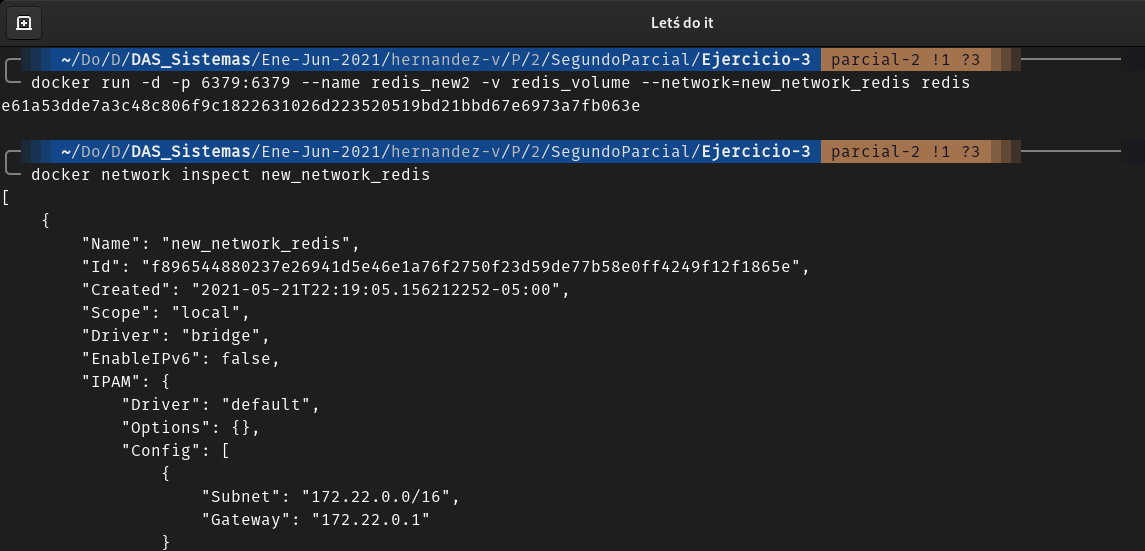 Letś do it
~/Do/D/DAS_Sistemas/Ene-Jun-2021/hernandez-v/P/2/SegundoParcial/Ejercicio-3 parcial-2 !1 ?3
docker run -d -p 6379:6379 --name redis_new2 -v redis_volume --network=new_network_redis redis
e61a53dde7a3c48c806f9c1822631026d223520519bd21bbd67e6973a7fb063e
~/Do/D/DAS_Sistemas/Ene-Jun-2021/hernandez-v/P/2/SegundoParcial/Ejercicio-3 parcial-2 !1 ?3
docker network inspect new_network_redis
[
    {
        "Name": "new_network_redis",
        "Id": "f896544880237e26941d5e46e1a76f2750f23d59de77b58e0ff4249f12f1865e",
        "Created": "2021-05-21T22:19:05.156212252-05:00",
        "Scope": "local",
        "Driver": "bridge",
        "EnableIPv6": false,
        "IPAM": {
            "Driver": "default",
            "Options": {},
            "Config": [
                {
                    "Subnet": "172.22.0.0/16",
                    "Gateway": "172.22.0.1"
                }